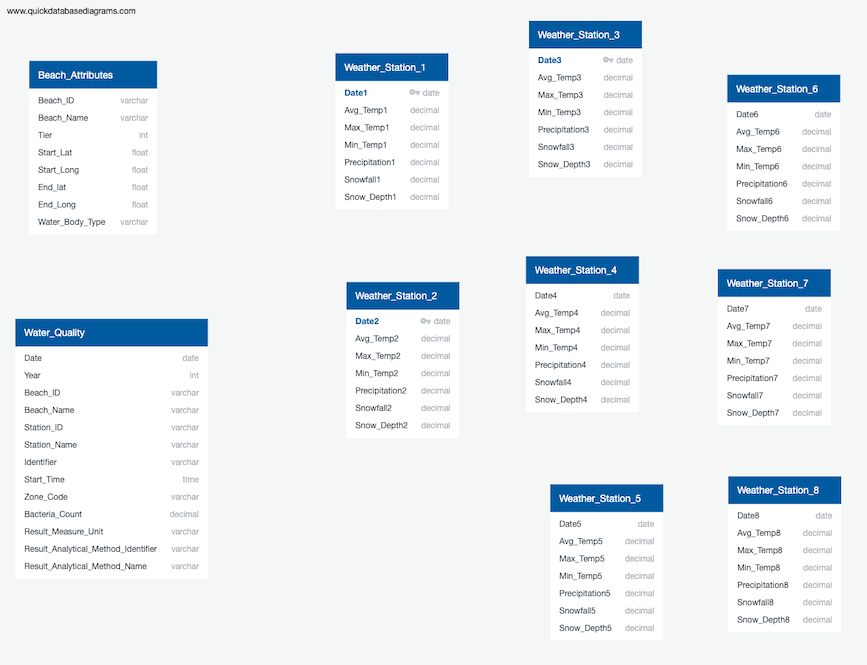 www.quickdatabasediagrams.com
Beach_Attributes
Beach_ID varchar
Beach_Name varchar
Tier int
Start_Lat float
Start_Long float
End_lat float
End_Long float
Water_Body_Type varchar
Water_Quality
Date date
Year int
Beach_ID varchar
Beach_Name varchar
Station_ID varchar
Station_Name varchar
Identifier varchar
Start_Time time
Zone_Code varchar
Bacteria_Count decimal
Result_Measure_Unit varchar
Result_Analytical_Method_Identifier varchar
Result_Analytical_Method_Name varchar
Weather_Station_1
Date1 date
Avg_Temp1 decimal
Max_Temp1 decimal
Min_Temp1 decimal
Precipitation1 decimal
Snowfall1 decimal
Snow_Depth1 decimal
Weather_Station_2
Date2 date
Avg_Temp2 decimal
Max_Temp2 decimal
Min_Temp2 decimal
Precipitation2 decimal
Snowfall2 decimal
Snow_Depth2 decimal
Weather_Station_3
Date3 date
Avg_Temp3 decimal
Max_Temp3 decimal
Min_Temp3 decimal
Precipitation3 decimal
Snowfall3 decimal
Snow_Depth3 decimal
Weather_Station_4
Date4 date
Avg_Temp4 decimal
Max_Temp4 decimal
Min_Temp4 decimal
Precipitation4 decimal
Snowfall4 decimal
Snow_Depth4 decimal
Weather_Station_5
Date5 date
Avg_Temp5 decimal
Max_Temp5 decimal
Min_Temp5 decimal
Precipitation5 decimal
Snowfall5 decimal
Snow_Depth5 decimal
Weather_Station_6
Date6 date
Avg_Temp6 decimal
Max_Temp6 decimal
Min_Temp6 decimal
Precipitation6 decimal
Snowfall6 decimal
Snow_Depth6 decimal
Weather_Station_7
Date7 date
Avg_Temp7 decimal
Max_Temp7 decimal
Min_Temp7 decimal
Precipitation7 decimal
Snowfall7 decimal
Snow_Depth7 decimal
Weather_Station_8
Date8 date
Avg_Temp8 decimal
Max_Temp8 decimal
Min_Temp8 decimal
Precipitation8 decimal
Snowfall8 decimal
Snow_Depth8 decimal